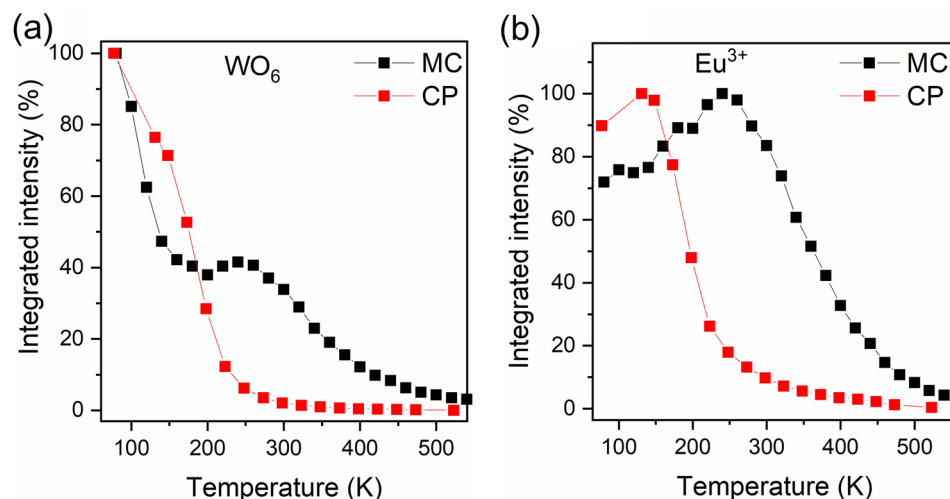 (a)
WO₆
MC
CP
Integrated intensity (%)
100
80
60
40
20
0
100 200 300 400 500
Temperature (K)
(b)
Eu³⁺
MC
CP
Integrated intensity (%)
100
80
60
40
20
0
100 200 300 400 500
Temperature (K)